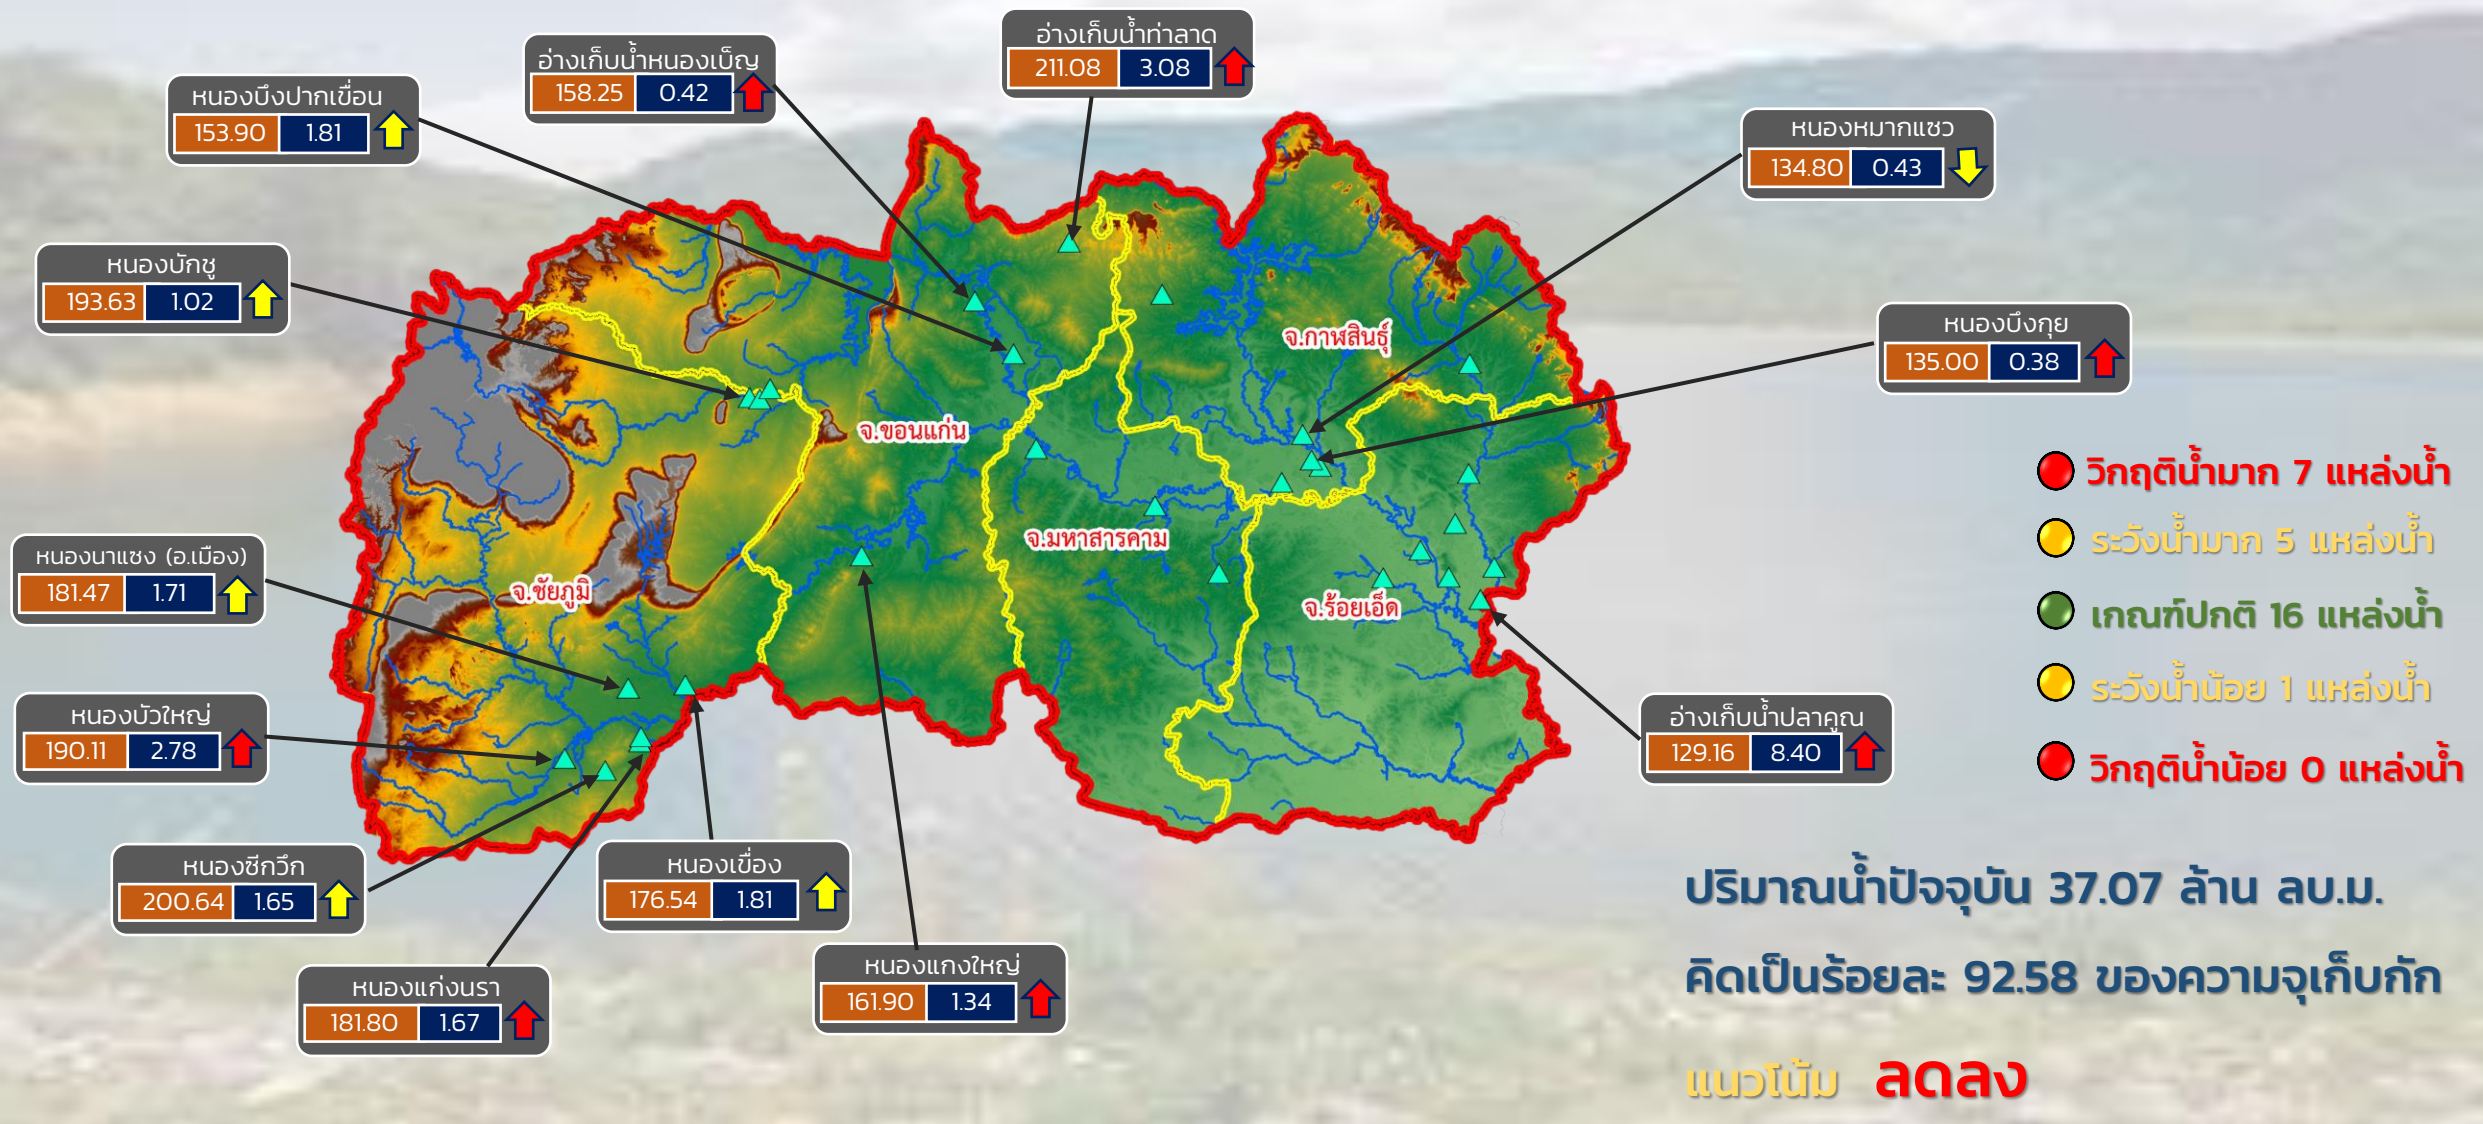 อ่างเก็บน้ำท่าลาด
211.08 3.08
อ่างเก็บน้ำหนองเบ็ญ
158.25 0.42
หนองบึงปากเขื่อน
153.90 1.81
หนองหมากแซว
134.80 0.43
หนองบักชู
193.63 1.02
หนองบึงกุย
135.00 0.38
จ.กาฬสินธุ์
จ.ขอนแก่น
จ.มหาสารคาม
จ.ชัยภูมิ
จ.ร้อยเอ็ด
หนองนาแซง (อ.เมือง)
181.47 1.71
หนองบัวใหญ่
190.11 2.78
หนองซีกวึก
200.64 1.65
หนองแก่งนรา
181.80 1.67
หนองเขื่อง
176.54 1.81
หนองแกงใหญ่
161.90 1.34
อ่างเก็บน้ำปลาคูณ
129.16 8.40
วิกฤติน้ำมาก 7 แหล่งน้ำ
ระวังน้ำมาก 5 แหล่งน้ำ
เกณฑ์ปกติ 16 แหล่งน้ำ
ระวังน้ำน้อย 1 แหล่งน้ำ
วิกฤติน้ำน้อย 0 แหล่งน้ำ
ปริมาณน้ำปัจจุบัน 37.07 ล้าน ลบ.ม.
คิดเป็นร้อยละ 92.58 ของความจุเก็บกัก
แนวโน้ม ลดลง